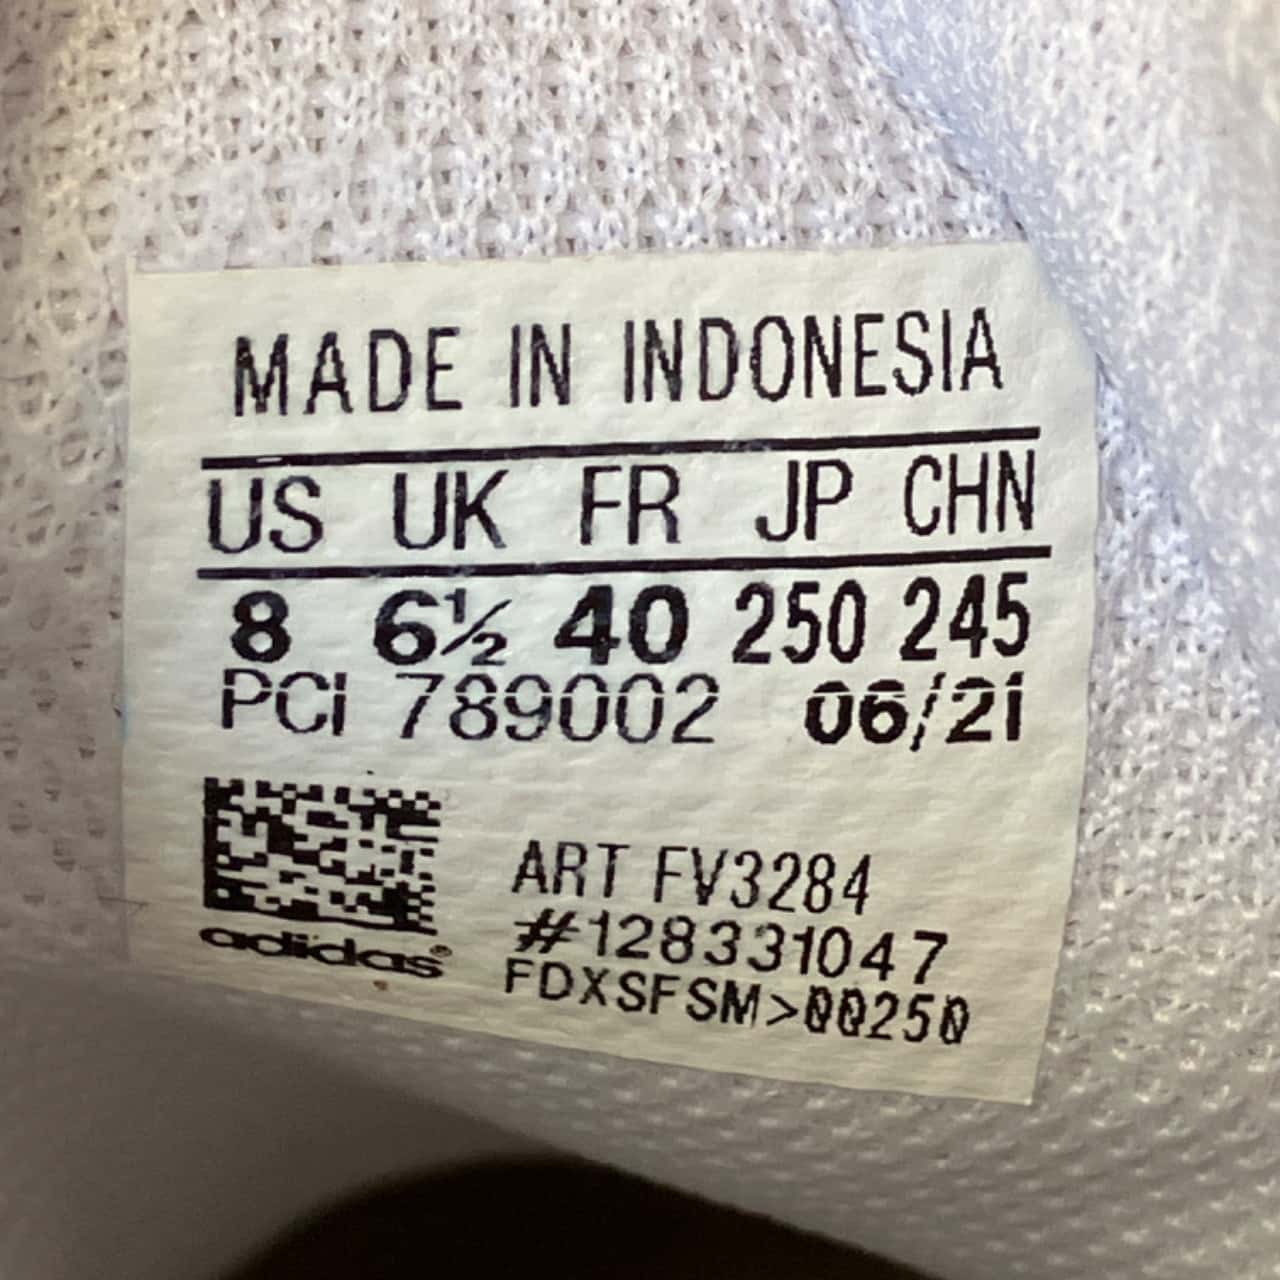 MADE IN INDONESIA
US UK FR JP CHN
8 6½ 40 250 245
PCI 789002 06/21
ART FV3284
#128331047
adidas®
FDXSFSM>00250